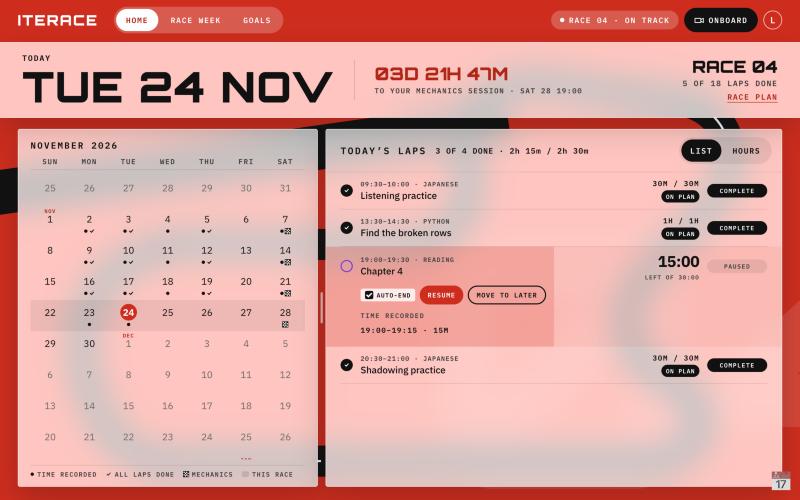 ITERACE
HOME RACE WEEK GOALS
RACE 04 · ON TRACK
ONBOARD
L
TODAY
TUE 24 NOV
03D 21H 47M
TO YOUR MECHANICS SESSION · SAT 28 19:00
RACE 04
5 OF 18 LAPS DONE
RACE PLAN
NOVEMBER 2026
SUN MON TUE WED THU FRI SAT
25 26 27 28 29 30 31
NOV
1 2 3 4 5 6 7
8 9 10 11 12 13 14
15 16 17 18 19 20 21
22 23 24 25 26 27 28
DEC
29 30 1 2 3 4 5
6 7 8 9 10 11 12
13 14 15 16 17 18 19
20 21 22 23 24 25 26
TIME RECORDED ALL LAPS DONE MECHANICS THIS RACE
TODAY’S LAPS 3 OF 4 DONE · 2h 15m / 2h 30m
LIST HOURS
09:30–10:00 · JAPANESE
Listening practice
30M / 30M
ON PLAN
COMPLETE
13:30–14:30 · PYTHON
Find the broken rows
1H / 1H
ON PLAN
COMPLETE
19:00–19:30 · READING
Chapter 4
15:00
LEFT OF 30:00
PAUSED
AUTO-END RESUME MOVE TO LATER
TIME RECORDED
19:00–19:15 · 15M
20:30–21:00 · JAPANESE
Shadowing practice
30M / 30M
ON PLAN
COMPLETE
17